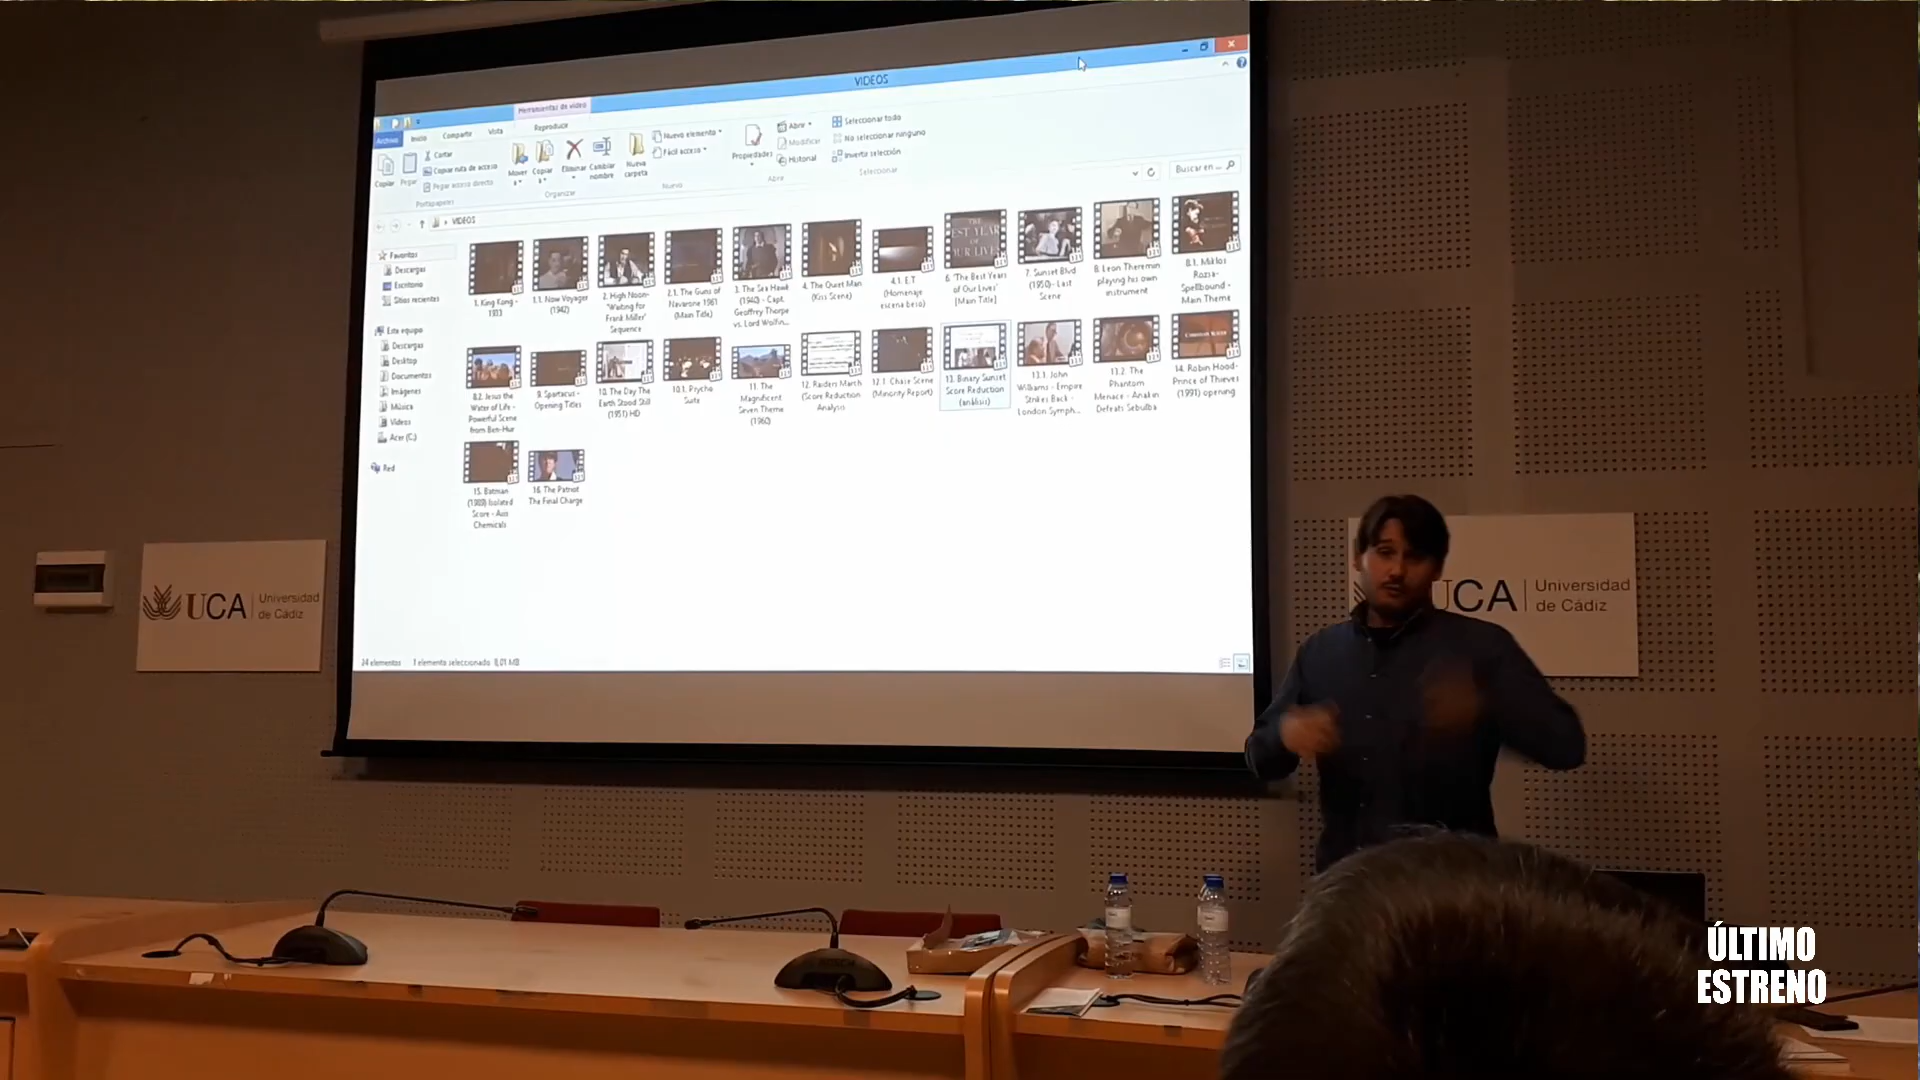 VIDEOS
Herramientas de vídeo
Archivo
Inicio
Compartir
Vista
Reproducir
Copiar
Pegar
Cortar
Copiar ruta de acceso
Pegar acceso directo
Portapapeles
Mover a
Copiar a
Eliminar
Cambiar nombre
Organizar
Nueva carpeta
Nuevo elemento
Fácil acceso
Nuevo
Propiedades
Abrir
Modificar
Historial
Abrir
Seleccionar todo
No seleccionar ninguno
Invertir selección
Seleccionar
VIDEOS
Buscar en ...
Favoritos
Descargas
Escritorio
Sitios recientes
Este equipo
Descargas
Desktop
Documentos
Imágenes
Música
Vídeos
Acer (C:)
Red
1. King Kong -
1933
1.1. Now Voyager
(1942)
2. High Noon-
'Waiting for
Frank Miller'
Sequence
2.1. The Guns of
Navarone 1961
(Main Title)
3. The Sea Hawk
(1940) - Capt.
Geoffrey Thorpe
vs. Lord Wolfin...
4. The Quiet Man
(Kiss Scene)
4.1. E.T
(Homenaje
escena beso)
6. 'The Best Years
of Our Lives'
[Main Title]
7. Sunset Blvd
(1950)- Last
Scene
8. Leon Theremin
playing his own
instrument
8.1. Miklos
Rozsa-
Spellbound -
Main Theme
8.2. Jesus the
Water of Life -
Powerful Scene
from Ben-Hur
9. Spartacus -
Opening Titles
10. The Day The
Earth Stood Still
(1951) HD
10.1. Psycho
Suite
11. The
Magnificent
Seven Theme
(1960)
12. Raiders March
(Score Reduction
Analysis
12.1. Chase Scene
(Minority Report)
13. Binary Sunset
Score Reduction
(análisis)
13.1. John
Williams - Empire
Strikes Back -
London Symph...
13.2. The
Phantom
Menace - Anakin
Defeats Sebulba
14. Robin Hood-
Prince of Thieves
(1991) opening
15. Batman
(1989) Isolated
Score - Axis
Chemicals
16. The Patriot
The Final Charge
24 elementos
1 elemento seleccionado 8,01 MB
UCA
Universidad
de Cádiz
UCA
Universidad
de Cádiz
ÚLTIMO
ESTRENO